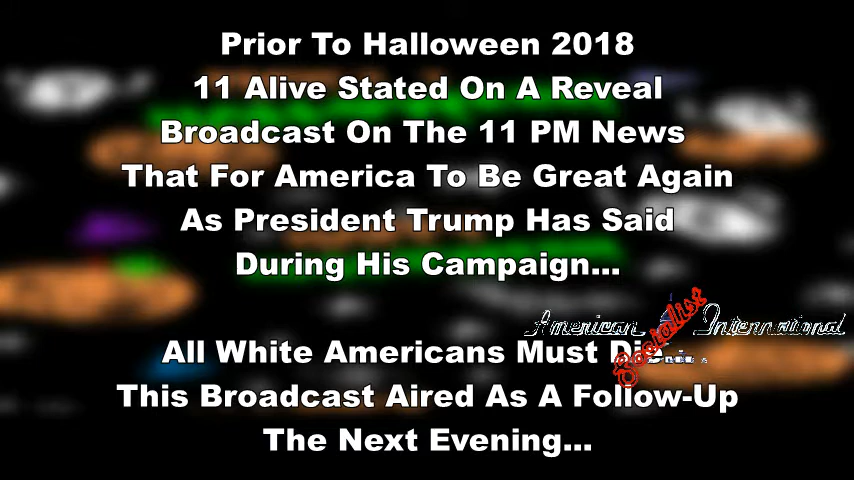 Prior To Halloween 2018
11 Alive Stated On A Reveal
Broadcast On The 11 PM News
That For America To Be Great Again
As President Trump Has Said
During His Campaign...
American Socialist International
All White Americans Must Die...
This Broadcast Aired As A Follow-Up
The Next Evening...